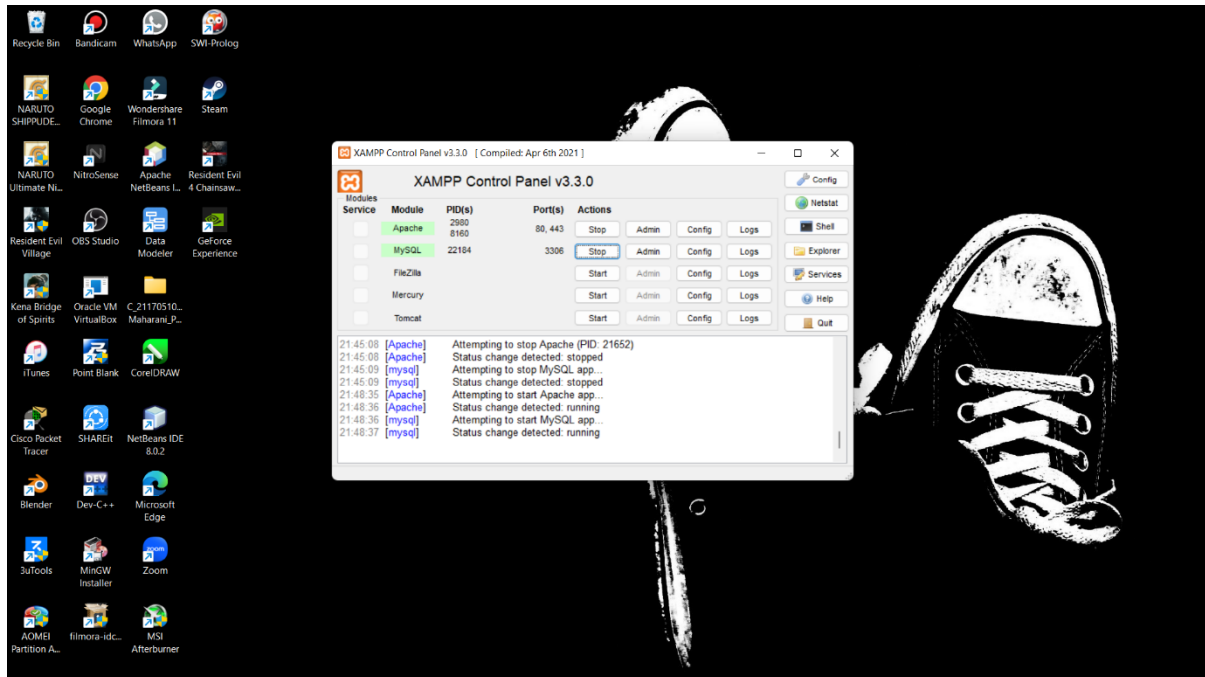 Recycle Bin
Bandicam
WhatsApp
SWI-Prolog
NARUTO
SHIPPUDE...
Google
Chrome
Wondershare
Filmora 11
Steam
NARUTO
Ultimate Ni...
NitroSense
Apache
NetBeans I...
Resident Evil
4 Chainsaw...
Resident Evil
Village
OBS Studio
Data
Modeler
GeForce
Experience
Kena Bridge
of Spirits
Oracle VM
VirtualBox
C_21170510...
Maharani_P...
iTunes
Point Blank
CorelDRAW
Cisco Packet
Tracer
SHAREit
NetBeans IDE
8.0.2
Blender
DEV
Dev-C++
Microsoft
Edge
3uTools
MinGW
Installer
zoom
Zoom
AOMEI
Partition A...
filmora-idc...
MSI
Afterburner
XAMPP Control Panel v3.3.0 [ Compiled: Apr 6th 2021 ]
XAMPP Control Panel v3.3.0
Config
Modules
Service Module PID(s) Port(s) Actions
Netstat
Apache 2980 8160 80, 443 Stop Admin Config Logs
Shell
MySQL 22184 3306 Stop Admin Config Logs
Explorer
FileZilla Start Admin Config Logs
Services
Mercury Start Admin Config Logs
Help
Tomcat Start Admin Config Logs
Quit
21:45:08 [Apache] Attempting to stop Apache (PID: 21652)
21:45:08 [Apache] Status change detected: stopped
21:45:09 [mysql] Attempting to stop MySQL app...
21:45:09 [mysql] Status change detected: stopped
21:48:35 [Apache] Attempting to start Apache app...
21:48:36 [Apache] Status change detected: running
21:48:36 [mysql] Attempting to start MySQL app...
21:48:37 [mysql] Status change detected: running